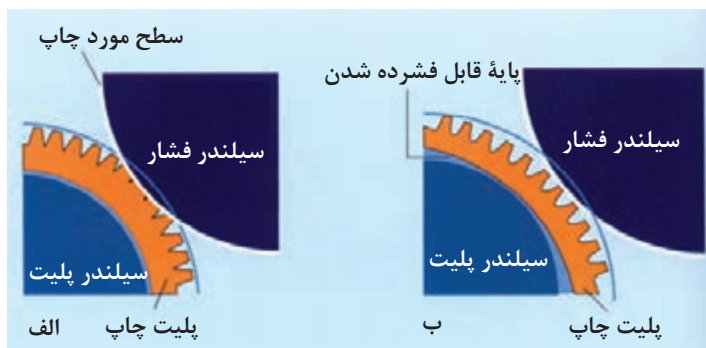 سطح مورد چاپ
پایهٔ قابل فشرده شدن
سیلندر فشار
سیلندر فشار
سیلندر پلیت
سیلندر پلیت
پلیت چاپ
ب
پلیت چاپ
الف